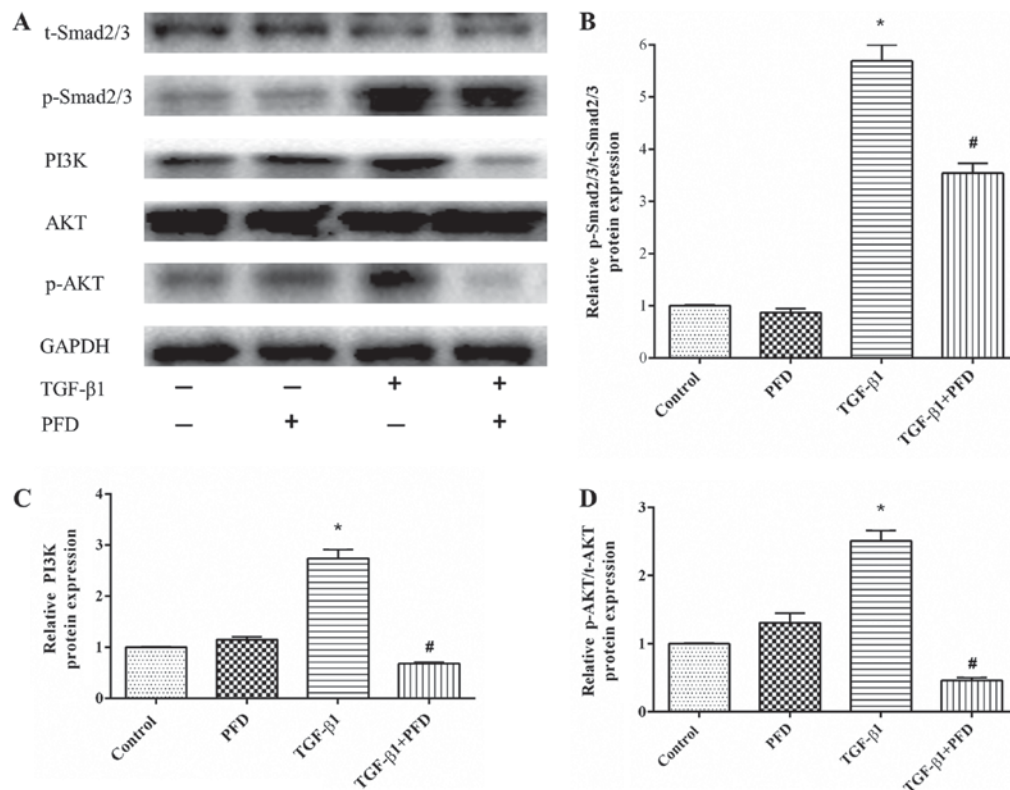 A
t-Smad2/3
p-Smad2/3
PI3K
AKT
p-AKT
GAPDH
TGF-β1 – – + +
PFD – + – +
B
Relative p-Smad2/3/t-Smad2/3
protein expression
6
5
4
3
2
1
0
*
#
Control
PFD
TGF-β1
TGF-β1+PFD
C
Relative PI3K
protein expression
4
3
2
1
0
*
#
Control
PFD
TGF-β1
TGF-β1+PFD
D
Relative p-AKT/t-AKT
protein expression
3
2
1
0
*
#
Control
PFD
TGF-β1
TGF-β1+PFD